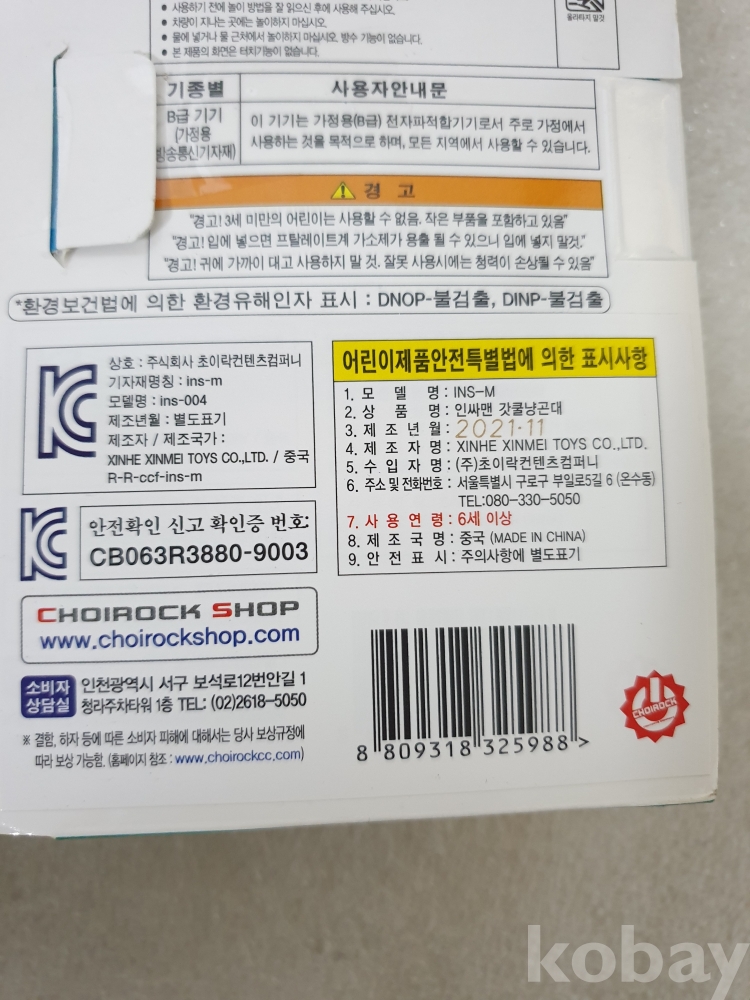 • 사용하기 전에 놀이 방법을 잘 읽으신 후에 사용해 주십시오.
• 차량이 지나는 곳에는 놀이하지 마십시오.
• 물에 넣거나 물 근처에서 놀이하지 마십시오. 방수 기능이 없습니다.
• 본 제품의 화면은 터치기능이 없습니다.
올라타지 말것
기종별 사용자안내문
B급 기기
(가정용
방송통신기자재)
이 기기는 가정용(B급) 전자파적합기기로서 주로 가정에서
사용하는 것을 목적으로 하며, 모든 지역에서 사용할 수 있습니다.
경 고
"경고! 3세 미만의 어린이는 사용할 수 없음. 작은 부품을 포함하고 있음"
"경고! 입에 넣으면 프탈레이트계 가소제가 용출 될 수 있으니 입에 넣지 말것."
"경고! 귀에 가까이 대고 사용하지 말 것. 잘못 사용시에는 청력이 손상될 수 있음"
*환경보건법에 의한 환경유해인자 표시 : DNOP-불검출, DINP-불검출
KC
상호 : 주식회사 초이락컨텐츠컴퍼니
기자재명칭 : ins-m
모델명 : ins-004
제조년월 : 별도표기
제조자 / 제조국가 :
XINHE XINMEI TOYS CO.,LTD. / 중국
R-R-ccf-ins-m
어린이제품안전특별법에 의한 표시사항
1. 모 델 명 : INS-M
2. 상 품 명 : 인싸맨 갓쿨냥곤대
3. 제 조 년 월 : 2021.11
4. 제 조 자 명 : XINHE XINMEI TOYS CO.,LTD.
5. 수 입 자 명 : (주)초이락컨텐츠컴퍼니
6. 주소 및 전화번호 : 서울특별시 구로구 부일로5길 6 (온수동)
TEL:080-330-5050
7. 사 용 연 령 : 6세 이상
8. 제 조 국 명 : 중국 (MADE IN CHINA)
9. 안 전 표 시 : 주의사항에 별도표기
KC
안전확인 신고 확인증 번호:
CB063R3880-9003
CHOIROCK SHOP
www.choirockshop.com
소비자
상담실
인천광역시 서구 보석로12번안길 1
청라주차타워 1층 TEL: (02)2618-5050
※ 결함, 하자 등에 따른 소비자 피해에 대해서는 당사 보상규정에
따라 보상 가능함. (홈페이지 참조 : www.choirockcc.com)
8 809318 325988 >
CHOIROCK
kobay